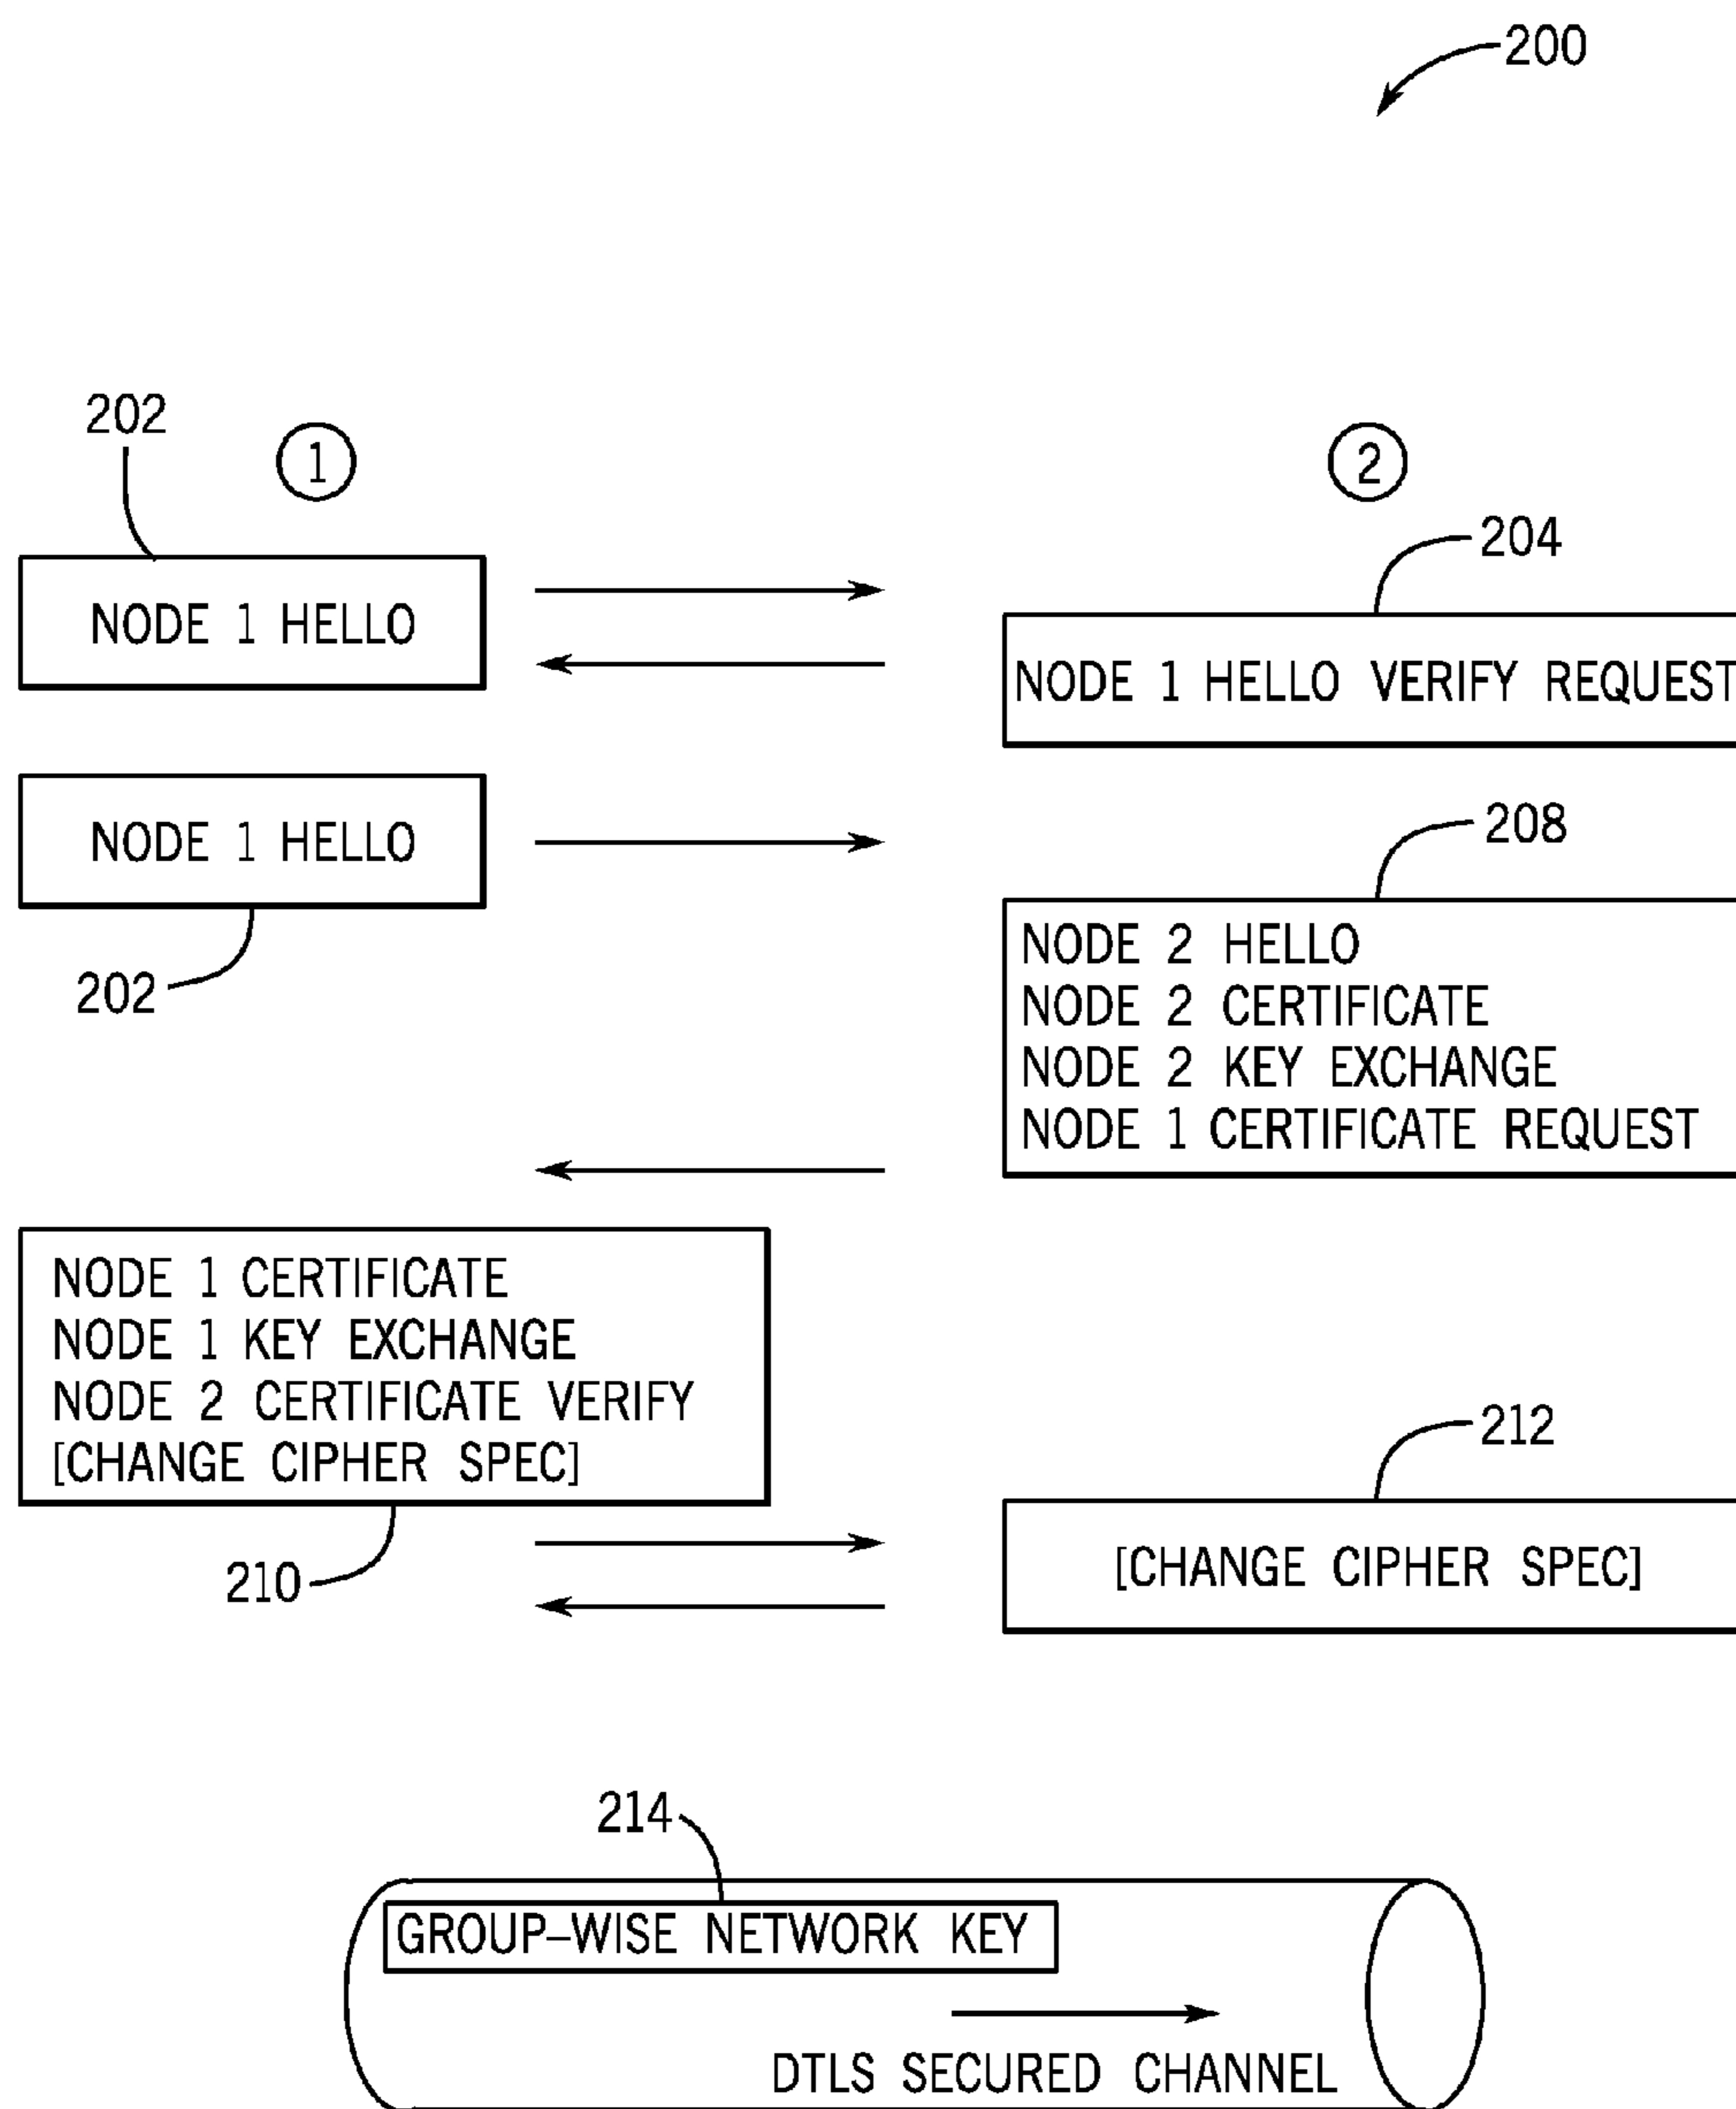 200
202
1
2
204
NODE 1 HELLO
NODE 1 HELLO VERIFY REQUEST
NODE 1 HELLO
208
202
NODE 2 HELLO
NODE 2 CERTIFICATE
NODE 2 KEY EXCHANGE
NODE 1 CERTIFICATE REQUEST
NODE 1 CERTIFICATE
NODE 1 KEY EXCHANGE
NODE 2 CERTIFICATE VERIFY
[CHANGE CIPHER SPEC]
210
212
[CHANGE CIPHER SPEC]
214
GROUP-WISE NETWORK KEY
DTLS SECURED CHANNEL